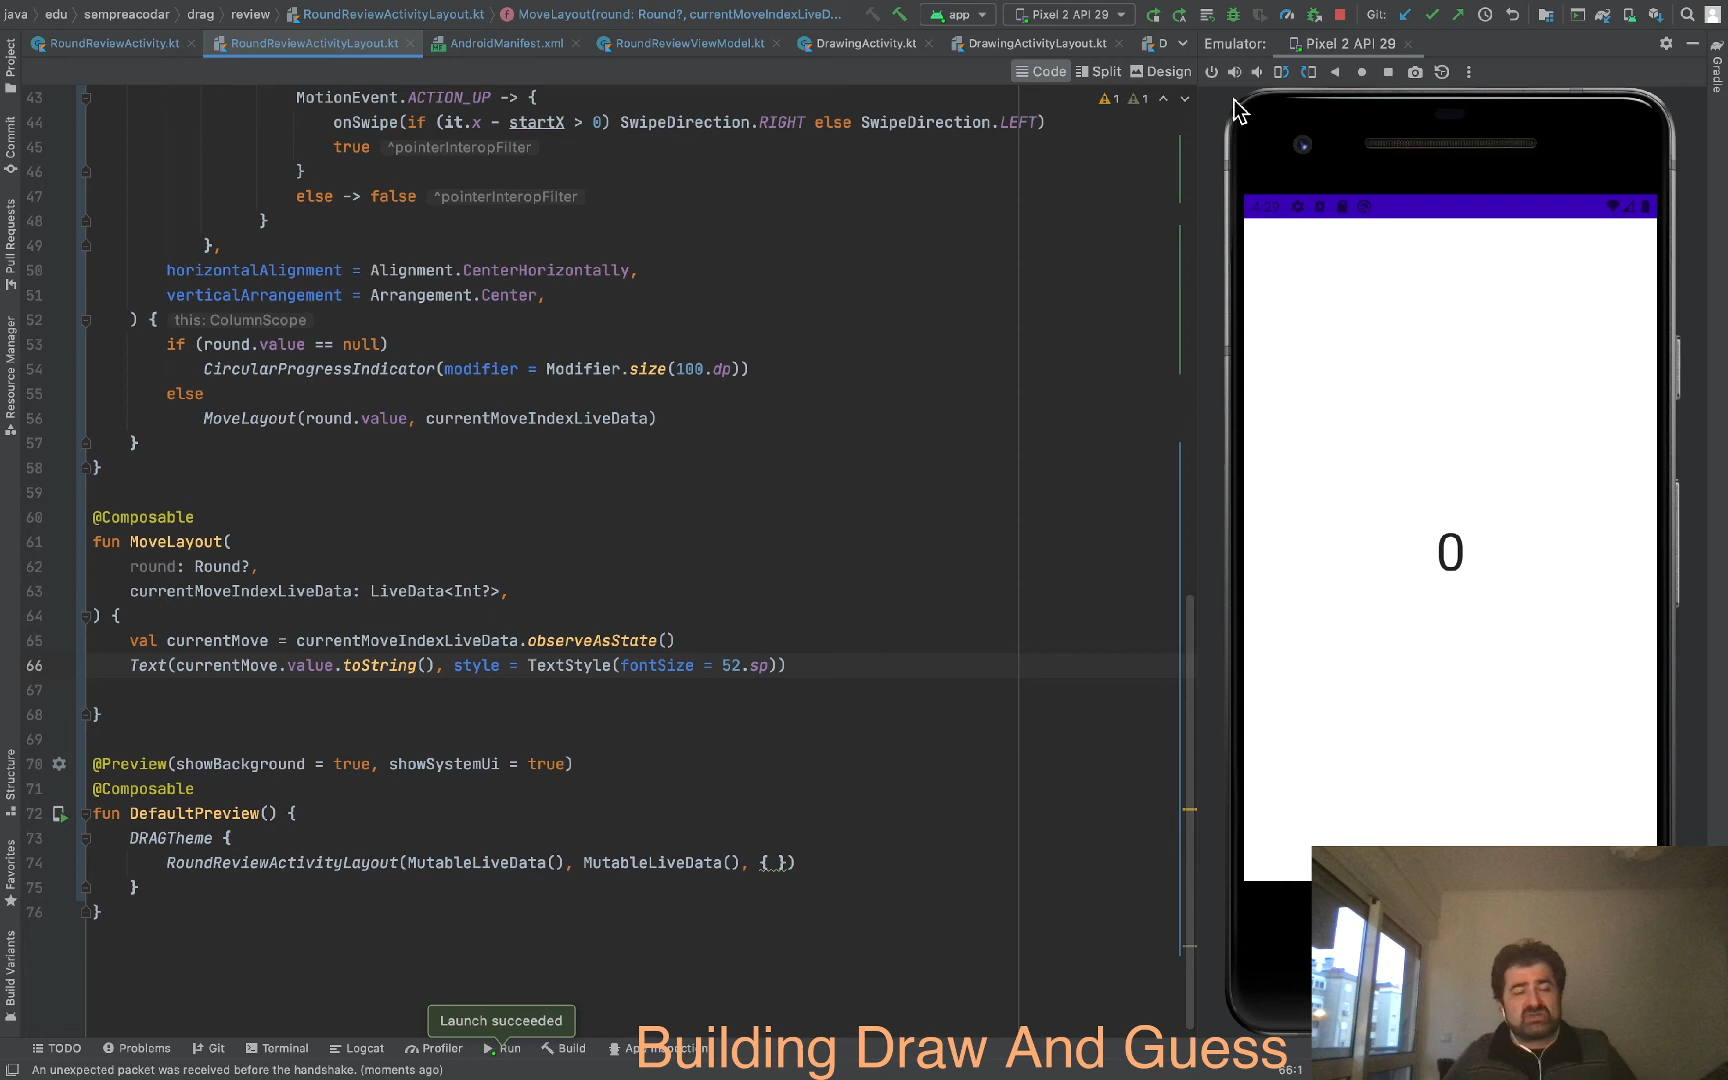 java edu sempreacodar drag review RoundReviewActivityLayout.kt MoveLayout(round: Round?, currentMoveIndexLiveD... app Pixel 2 API 29 Git:
RoundReviewActivity.kt RoundReviewActivityLayout.kt AndroidManifest.xml RoundReviewViewModel.kt DrawingActivity.kt DrawingActivityLayout.kt D Emulator: Pixel 2 API 29
Code Split Design
43 MotionEvent.ACTION_UP -> { 1 1
44 onSwipe(if (it.x - startX > 0) SwipeDirection.RIGHT else SwipeDirection.LEFT)
45 true ^pointerInteropFilter
46 }
47 else -> false ^pointerInteropFilter
48 }
49 },
50 horizontalAlignment = Alignment.CenterHorizontally,
51 verticalArrangement = Arrangement.Center,
52 ) { this: ColumnScope
53 if (round.value == null)
54 CircularProgressIndicator(modifier = Modifier.size(100.dp))
55 else
56 MoveLayout(round.value, currentMoveIndexLiveData)
57 }
58 }
59
60 @Composable
61 fun MoveLayout(
62 round: Round?,
63 currentMoveIndexLiveData: LiveData<Int?>,
64 ) {
65 val currentMove = currentMoveIndexLiveData.observeAsState()
66 Text(currentMove.value.toString(), style = TextStyle(fontSize = 52.sp))
67
68 }
69
70 @Preview(showBackground = true, showSystemUi = true)
71 @Composable
72 fun DefaultPreview() {
73 DRAGTheme {
74 RoundReviewActivityLayout(MutableLiveData(), MutableLiveData(), { })
75 }
76 }
Project
Commit
Pull Requests
Resource Manager
Structure
Favorites
Build Variants
Gradle
4:29
0
Launch succeeded
TODO Problems Git Terminal Logcat Profiler Run Build
Building Draw And Guess
An unexpected packet was received before the handshake. (moments ago) 66:1